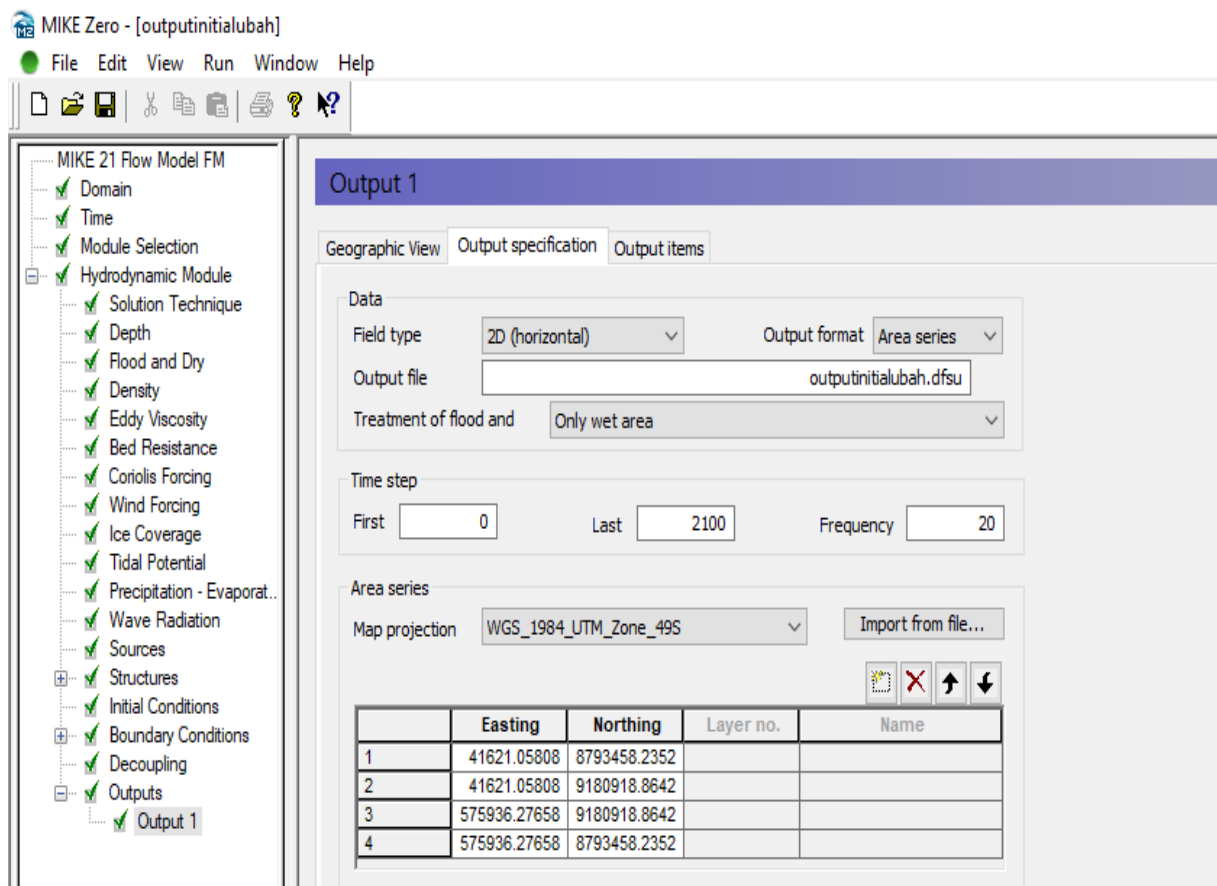 MIKE Zero - [outputinitialubah]
File Edit View Run Window Help
MIKE 21 Flow Model FM
Domain
Time
Module Selection
Hydrodynamic Module
Solution Technique
Depth
Flood and Dry
Density
Eddy Viscosity
Bed Resistance
Coriolis Forcing
Wind Forcing
Ice Coverage
Tidal Potential
Precipitation - Evaporat..
Wave Radiation
Sources
Structures
Initial Conditions
Boundary Conditions
Decoupling
Outputs
Output 1
Output 1
Geographic View Output specification Output items
Data
Field type 2D (horizontal) Output format Area series
Output file outputinitialubah.dfsu
Treatment of flood and Only wet area
Time step
First 0 Last 2100 Frequency 20
Area series
Map projection WGS_1984_UTM_Zone_49S Import from file...
Easting Northing Layer no. Name
1 41621.05808 8793458.2352
2 41621.05808 9180918.8642
3 575936.27658 9180918.8642
4 575936.27658 8793458.2352